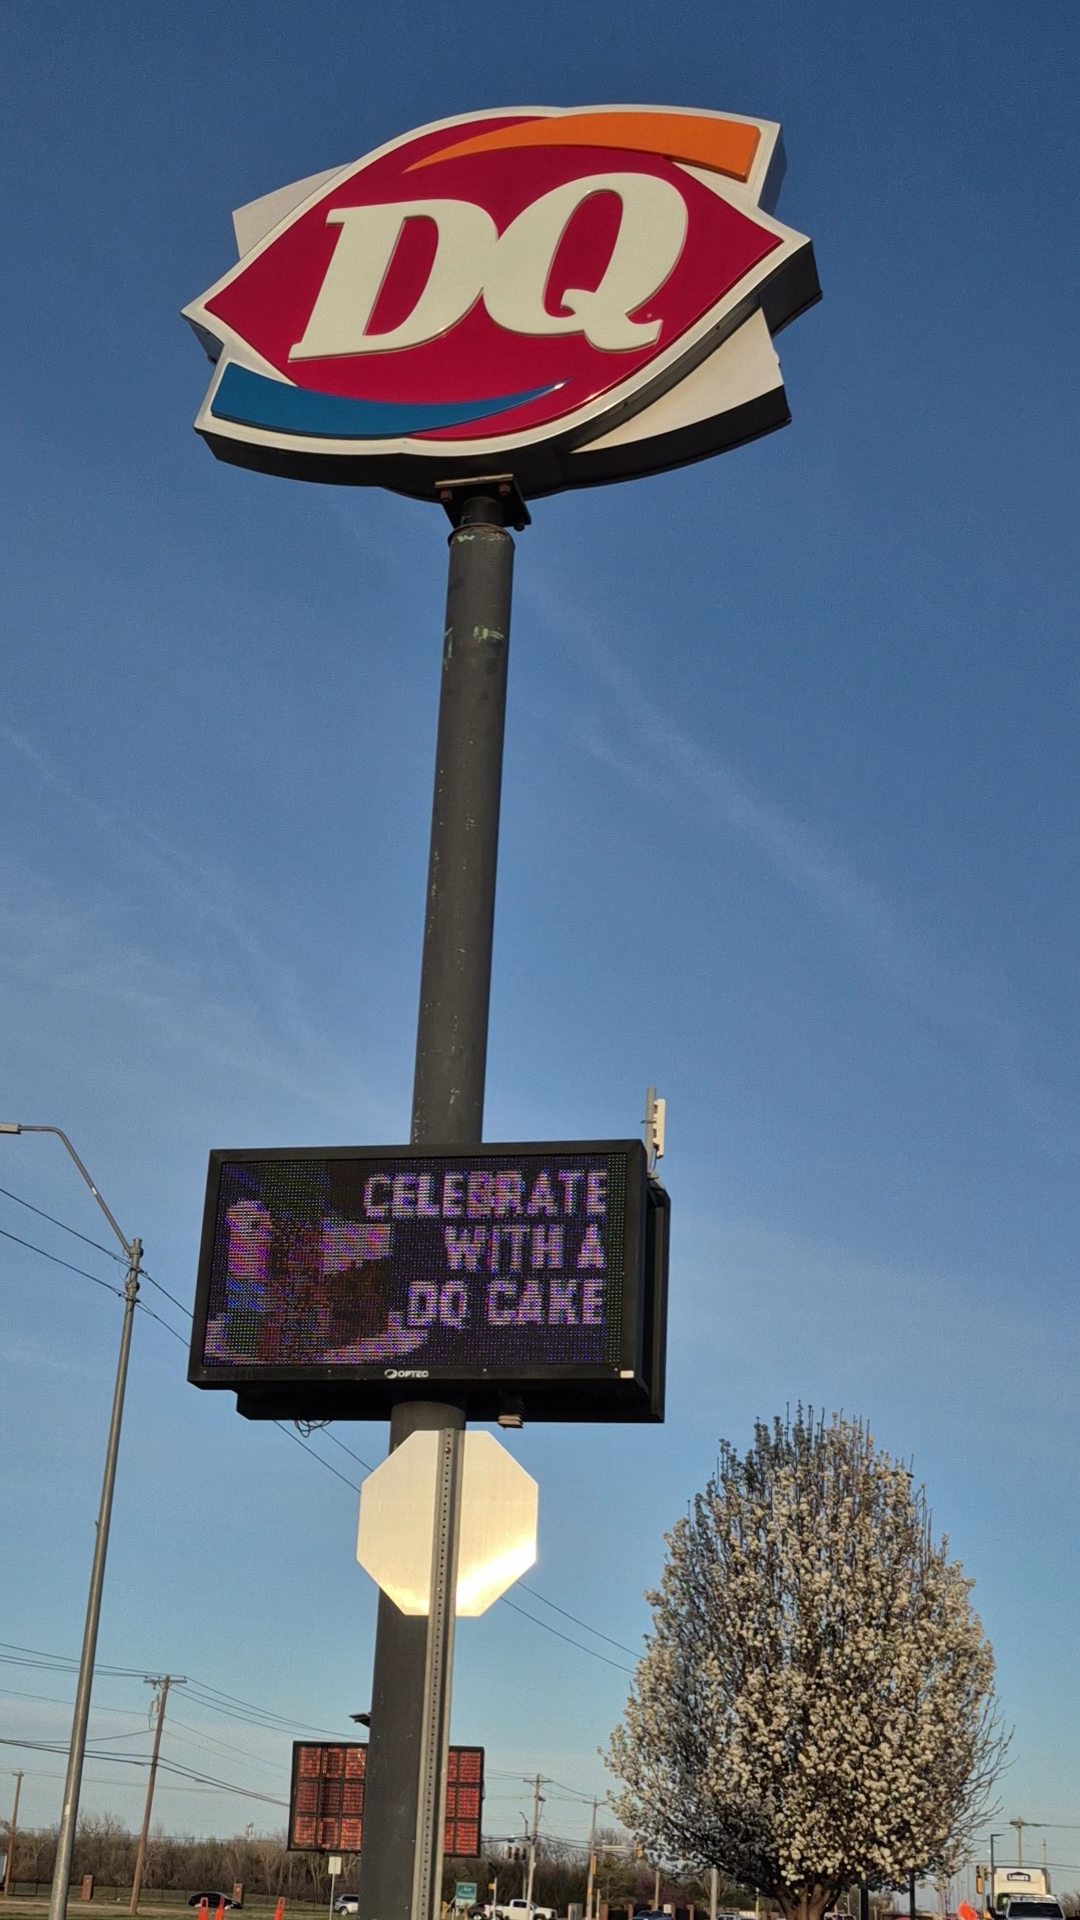 DQ
CELEBRATE
WITH A
DQ CAKE
OPTEC